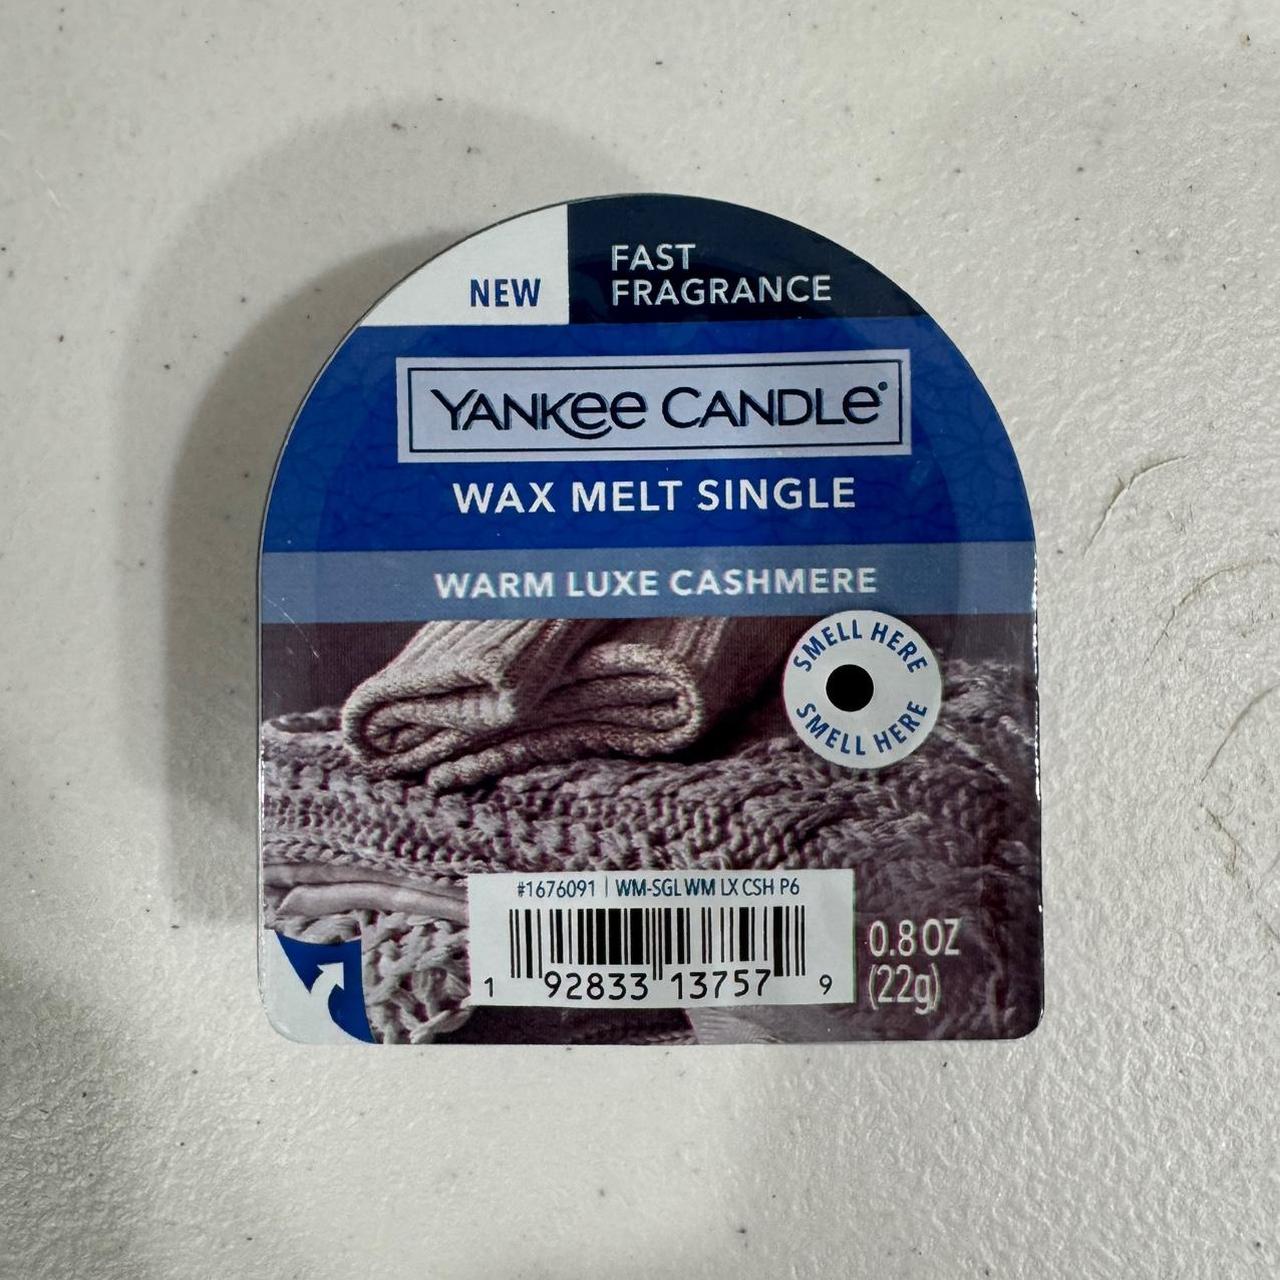 NEW
FAST
FRAGRANCE
YANKEE CANDLE®
WAX MELT SINGLE
WARM LUXE CASHMERE
SMELL HERE
SMELL HERE
#1676091 | WM-SGL WM LX CSH P6
1 92833 13757 9
0.8 OZ
(22g)